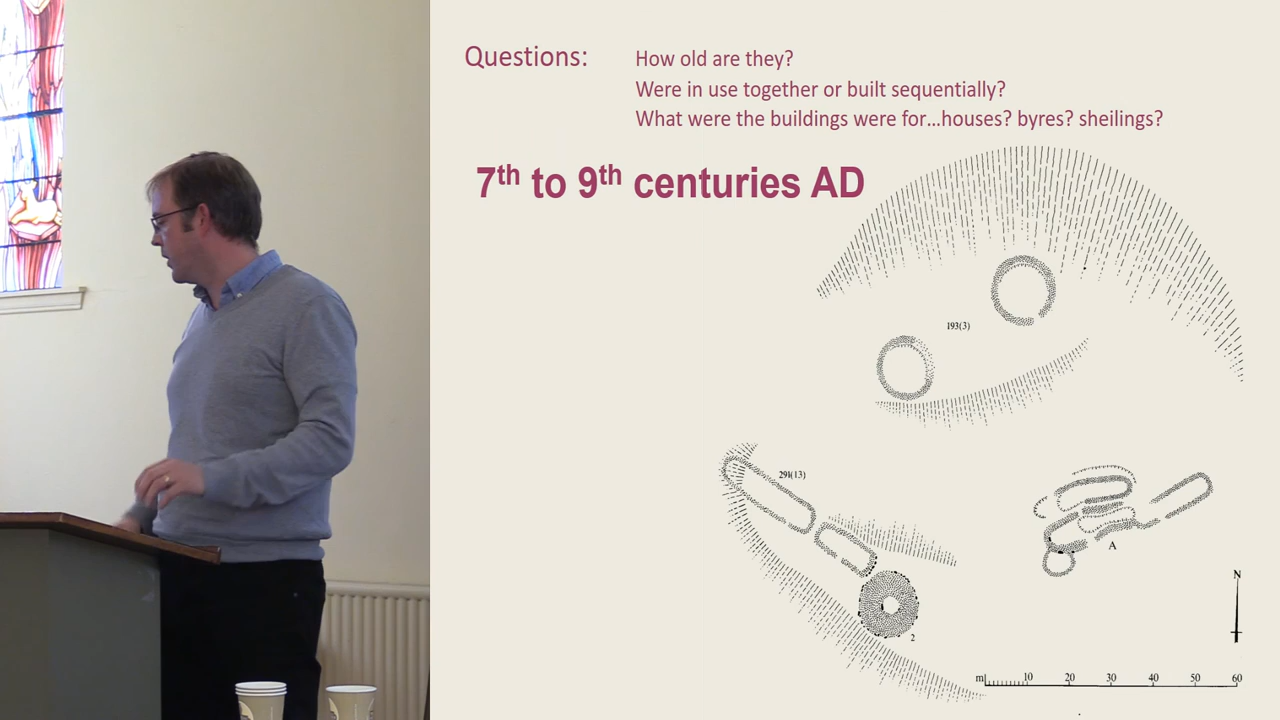 Questions: How old are they?
Were in use together or built sequentially?
What were the buildings were for...houses? byres? sheilings?
7th to 9th centuries AD
193(3)
291(13)
A
N
2
m 10 20 30 40 50 60